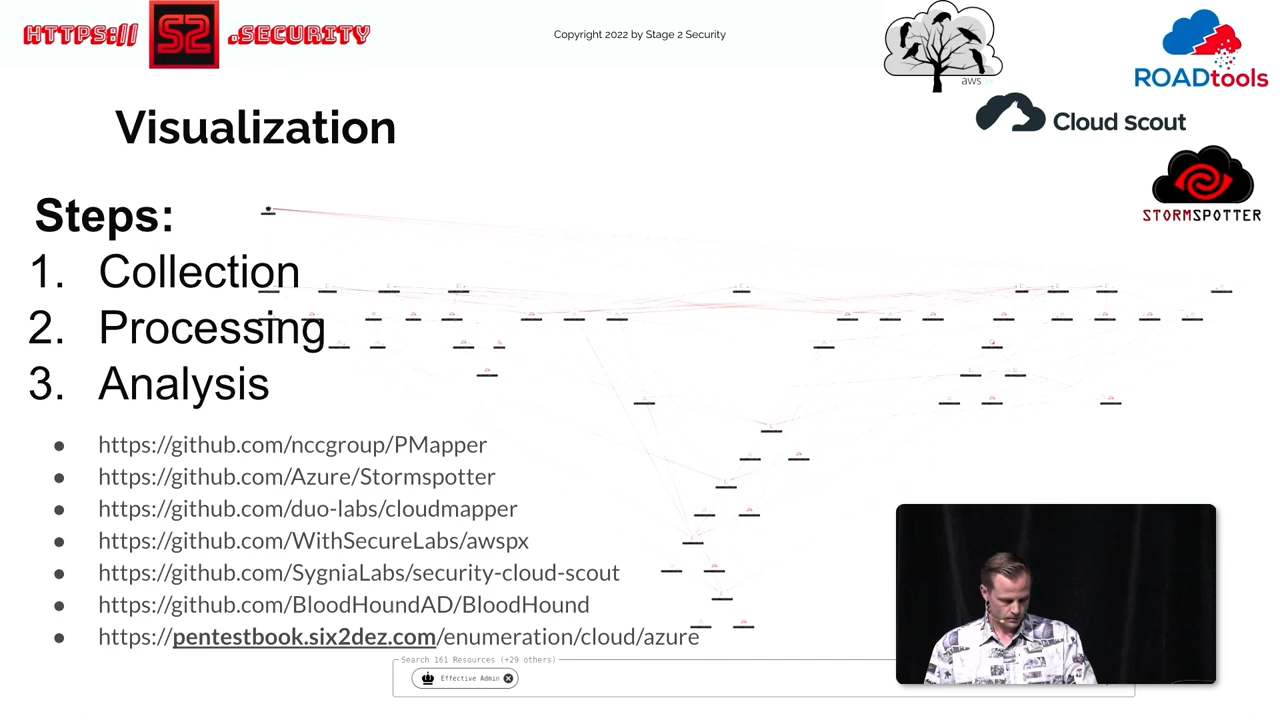 HTTPS://
S2
.SECURITY
Copyright 2022 by Stage 2 Security
aws
ROADtools
Cloud scout
STORMSPOTTER
Visualization
Steps:
1. Collection
2. Processing
3. Analysis
● https://github.com/nccgroup/PMapper
● https://github.com/Azure/Stormspotter
● https://github.com/duo-labs/cloudmapper
● https://github.com/WithSecureLabs/awspx
● https://github.com/SygniaLabs/security-cloud-scout
● https://github.com/BloodHoundAD/BloodHound
● https://pentestbook.six2dez.com/enumeration/cloud/azure
Search 161 Resources (+29 others)
Effective Admin